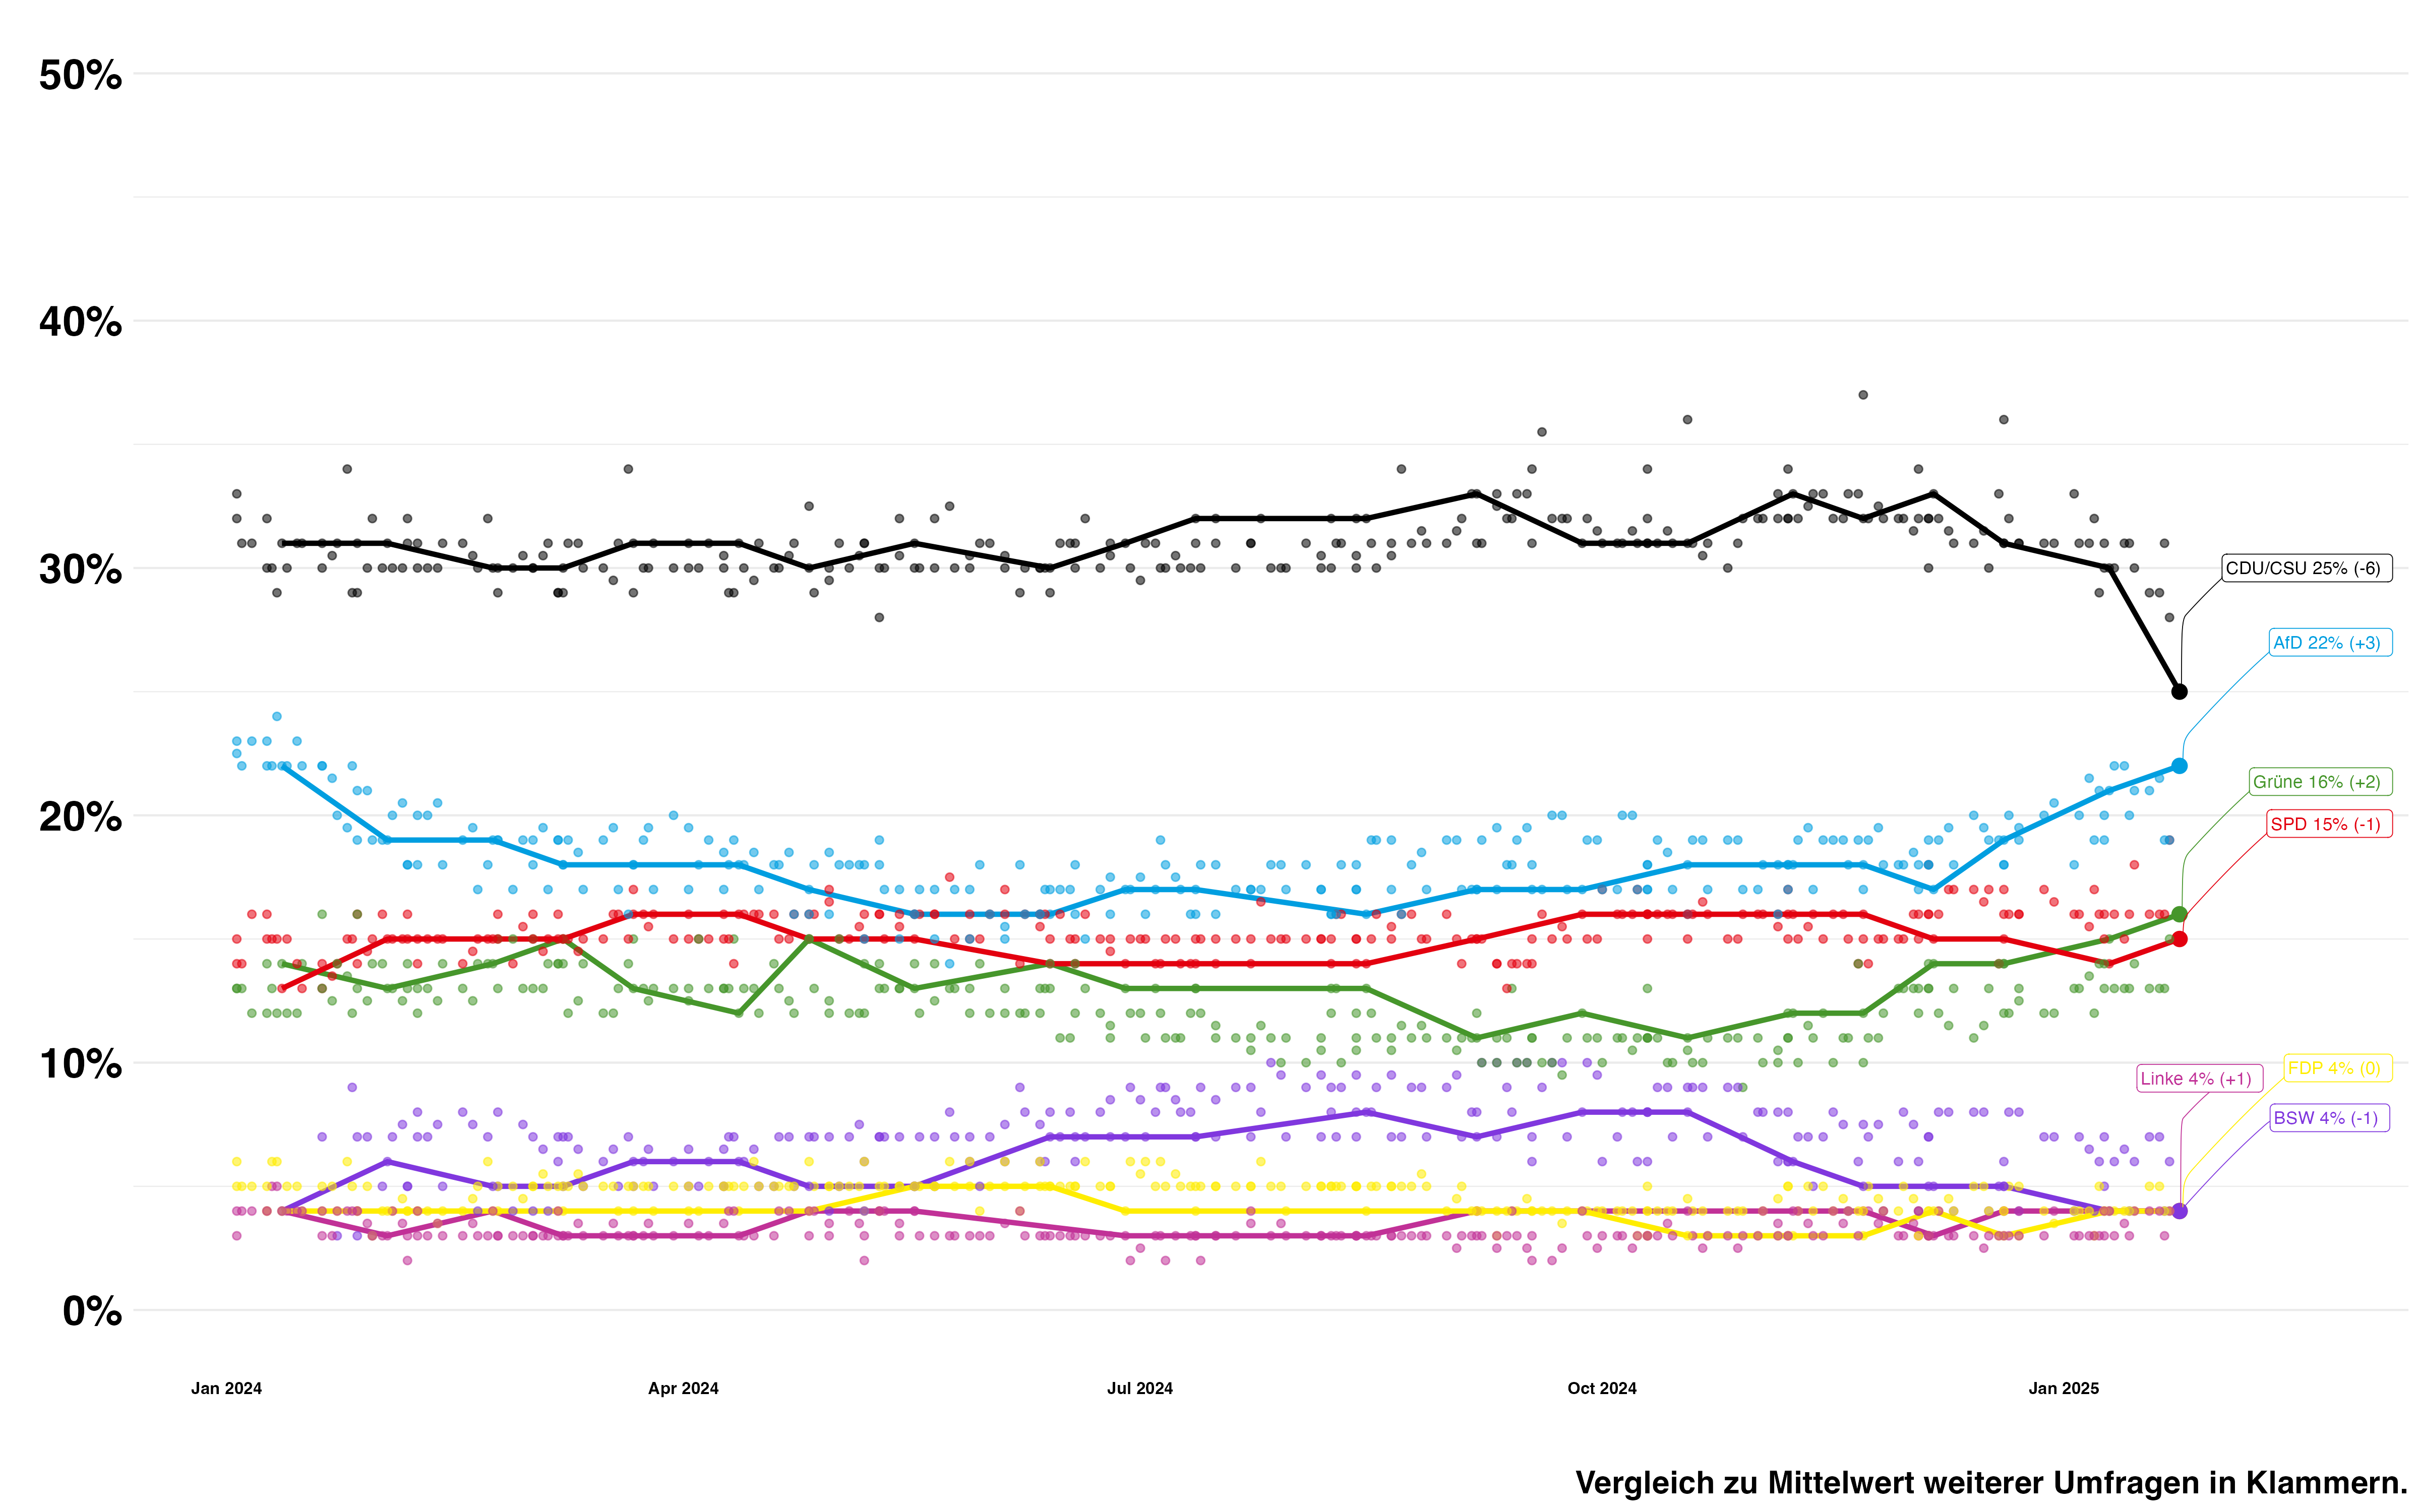 50%
40%
30%
20%
10%
0%
CDU/CSU 25% (-6)
AfD 22% (+3)
Grüne 16% (+2)
SPD 15% (-1)
FDP 4% (0)
Linke 4% (+1)
BSW 4% (-1)
Jan 2024 Apr 2024 Jul 2024 Oct 2024 Jan 2025
Vergleich zu Mittelwert weiterer Umfragen in Klammern.